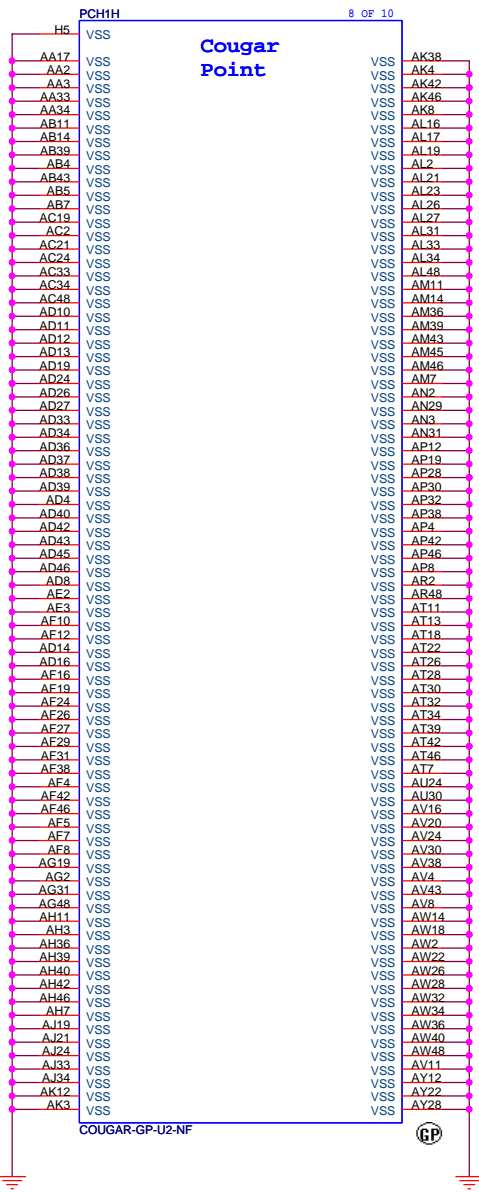 PCH1H 8 OF 10
Cougar
Point
H5 VSS
AA17 VSS VSS AK38
AA2 VSS VSS AK4
AA3 VSS VSS AK42
AA33 VSS VSS AK46
AA34 VSS VSS AK8
AB11 VSS VSS AL16
AB14 VSS VSS AL17
AB39 VSS VSS AL19
AB4 VSS VSS AL2
AB43 VSS VSS AL21
AB5 VSS VSS AL23
AB7 VSS VSS AL26
AC19 VSS VSS AL27
AC2 VSS VSS AL31
AC21 VSS VSS AL33
AC24 VSS VSS AL34
AC33 VSS VSS AL48
AC34 VSS VSS AM11
AC48 VSS VSS AM14
AD10 VSS VSS AM36
AD11 VSS VSS AM39
AD12 VSS VSS AM43
AD13 VSS VSS AM45
AD19 VSS VSS AM46
AD24 VSS VSS AM7
AD26 VSS VSS AN2
AD27 VSS VSS AN29
AD33 VSS VSS AN3
AD34 VSS VSS AN31
AD36 VSS VSS AP12
AD37 VSS VSS AP19
AD38 VSS VSS AP28
AD39 VSS VSS AP30
AD4 VSS VSS AP32
AD40 VSS VSS AP38
AD42 VSS VSS AP4
AD43 VSS VSS AP42
AD45 VSS VSS AP46
AD46 VSS VSS AP8
AD8 VSS VSS AR2
AE2 VSS VSS AR48
AE3 VSS VSS AT11
AF10 VSS VSS AT13
AF12 VSS VSS AT18
AD14 VSS VSS AT22
AD16 VSS VSS AT26
AF16 VSS VSS AT28
AF19 VSS VSS AT30
AF24 VSS VSS AT32
AF26 VSS VSS AT34
AF27 VSS VSS AT39
AF29 VSS VSS AT42
AF31 VSS VSS AT46
AF38 VSS VSS AT7
AF4 VSS VSS AU24
AF42 VSS VSS AU30
AF46 VSS VSS AV16
AF5 VSS VSS AV20
AF7 VSS VSS AV24
AF8 VSS VSS AV30
AG19 VSS VSS AV38
AG2 VSS VSS AV4
AG31 VSS VSS AV43
AG48 VSS VSS AV8
AH11 VSS VSS AW14
AH3 VSS VSS AW18
AH36 VSS VSS AW2
AH39 VSS VSS AW22
AH40 VSS VSS AW26
AH42 VSS VSS AW28
AH46 VSS VSS AW32
AH7 VSS VSS AW34
AJ19 VSS VSS AW36
AJ21 VSS VSS AW40
AJ24 VSS VSS AW48
AJ33 VSS VSS AV11
AJ34 VSS VSS AY12
AK12 VSS VSS AY22
AK3 VSS VSS AY28
COUGAR-GP-U2-NF GP